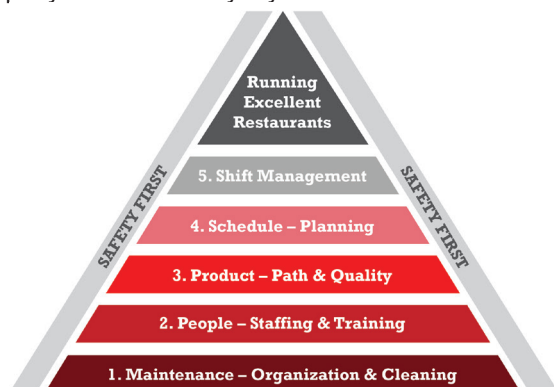 Running
Excellent
Restaurants
5. Shift Management
4. Schedule – Planning
3. Product – Path & Quality
2. People – Staffing & Training
1. Maintenance – Organization & Cleaning
SAFETY FIRST
SAFETY FIRST